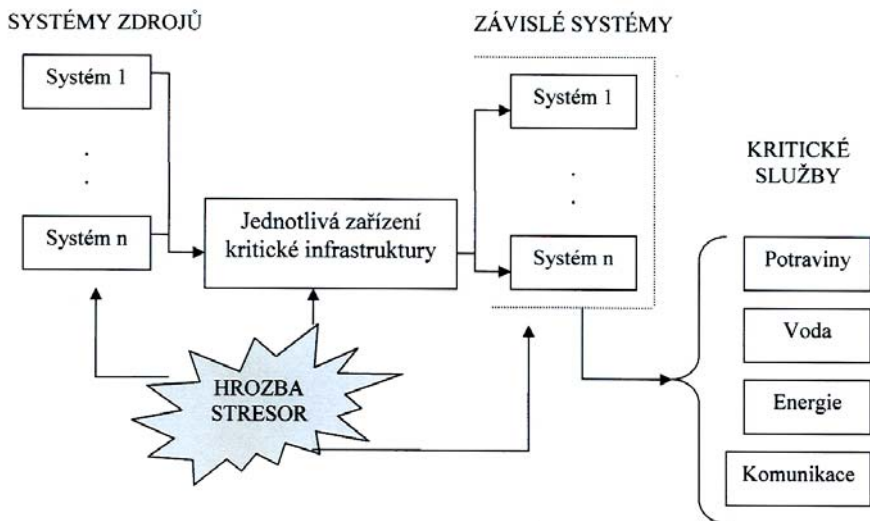 SYSTÉMY ZDROJŮ
Systém 1
.
.
Systém n
Jednotlivá zařízení
kritické infrastruktury
HROZBA
STRESOR
ZÁVISLÉ SYSTÉMY
Systém 1
.
.
Systém n
KRITICKÉ
SLUŽBY
Potraviny
Voda
Energie
Komunikace